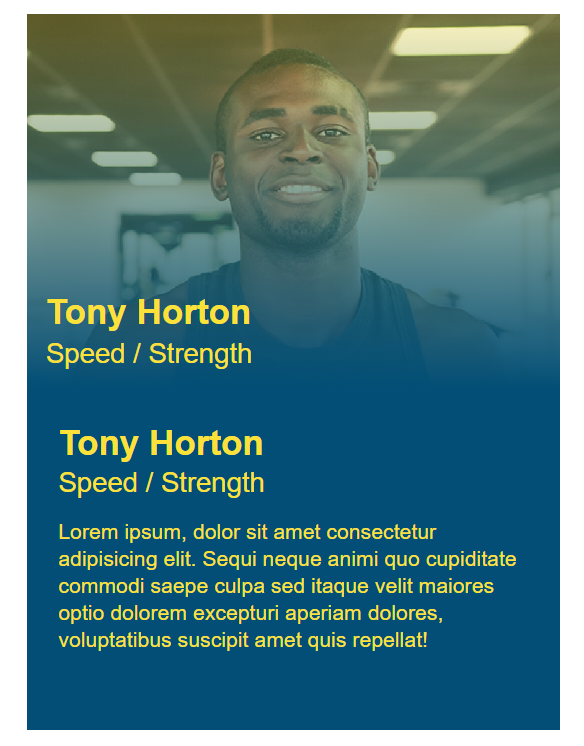 Tony Horton
Speed / Strength
Tony Horton
Speed / Strength
Lorem ipsum, dolor sit amet consectetur
adipisicing elit. Sequi neque animi quo cupiditate
commodi saepe culpa sed itaque velit maiores
optio dolorem excepturi aperiam dolores,
voluptatibus suscipit amet quis repellat!